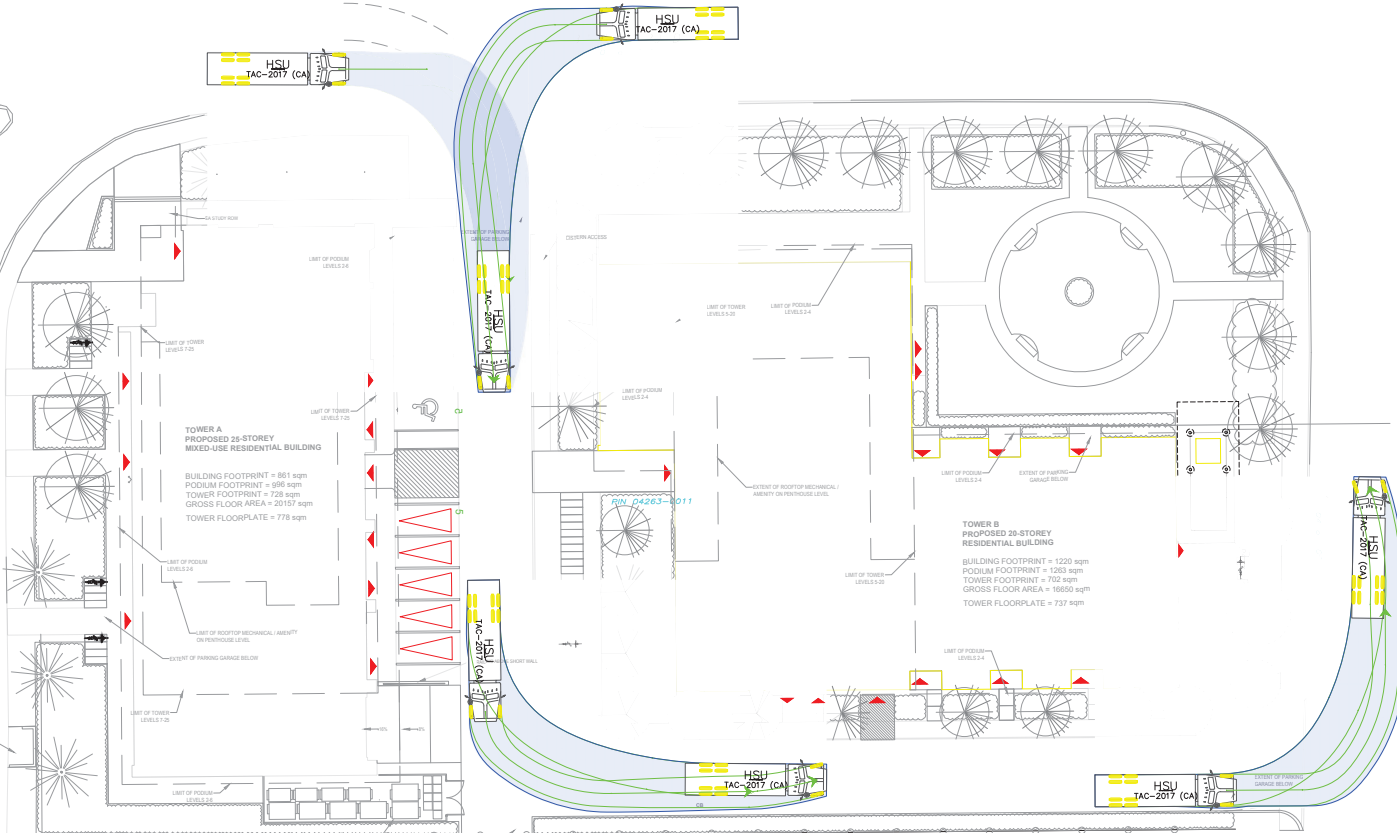 HSU
TAC-2017 (CA)
HSU
TAC-2017 (CA)
EXTENT OF PARKING
GARAGE BELOW
CISTERN ACCESS
LIMIT OF PODIUM
LEVELS 2-6
HSU
TAC-2017 (CA)
LIMIT OF TOWER
LEVELS 5-20
LIMIT OF PODIUM
LEVELS 2-4
LIMIT OF TOWER
LEVELS 7-25
LIMIT OF TOWER
LEVELS 7-25
LIMIT OF PODIUM
LEVELS 2-4
5
TOWER A
PROPOSED 25-STOREY
MIXED-USE RESIDENTIAL BUILDING
BUILDING FOOTPRINT = 861 sqm
PODIUM FOOTPRINT = 996 sqm
TOWER FOOTPRINT = 728 sqm
GROSS FLOOR AREA = 20157 sqm
TOWER FLOORPLATE = 778 sqm
5
PIN 04263-0011
EXTENT OF ROOFTOP MECHANICAL /
AMENITY ON PENTHOUSE LEVEL
LIMIT OF PODIUM
LEVELS 2-4
EXTENT OF PARKING
GARAGE BELOW
TOWER B
PROPOSED 20-STOREY
RESIDENTIAL BUILDING
BUILDING FOOTPRINT = 1220 sqm
PODIUM FOOTPRINT = 1263 sqm
TOWER FOOTPRINT = 702 sqm
GROSS FLOOR AREA = 16650 sqm
TOWER FLOORPLATE = 737 sqm
HSU
TAC-2017 (CA)
LIMIT OF PODIUM
LEVELS 2-6
LIMIT OF TOWER
LEVELS 5-20
LIMIT OF ROOFTOP MECHANICAL / AMENITY
ON PENTHOUSE LEVEL
EXTENT OF PARKING GARAGE BELOW
HSU
TAC-2017 (CA)
SHORT WALL
LIMIT OF PODIUM
LEVELS 2-4
LIMIT OF TOWER
LEVELS 7-25
LIMIT OF PODIUM
LEVELS 2-6
HSU
TAC-2017 (CA)
CB
HSU
TAC-2017 (CA)
EXTENT OF PARKING
GARAGE BELOW